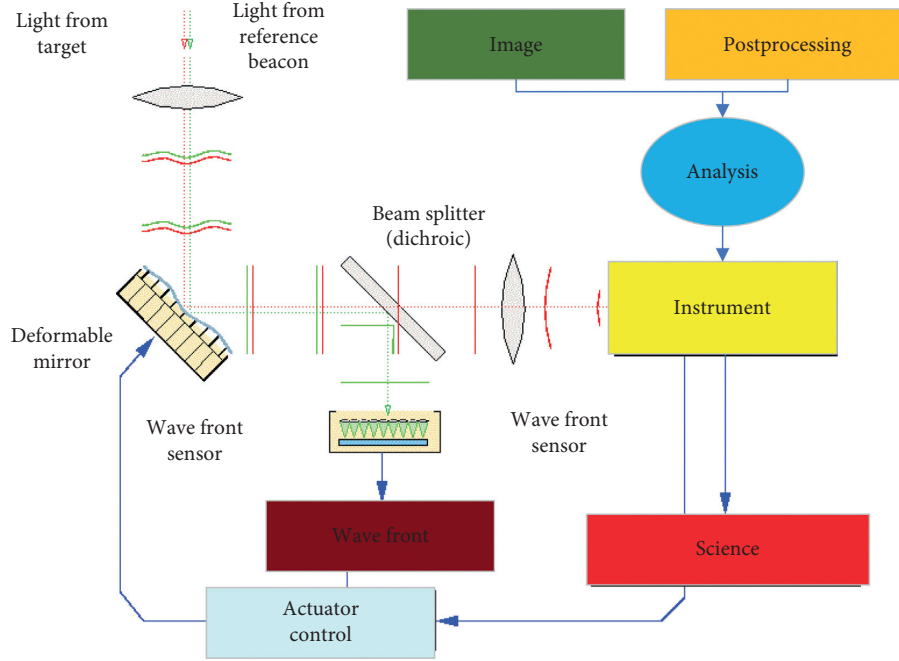 Light from
target
Light from
reference
beacon
Image
Postprocessing
Analysis
Beam splitter
(dichroic)
Instrument
Deformable
mirror
Wave front
sensor
Wave front
sensor
Wave front
Science
Actuator
control